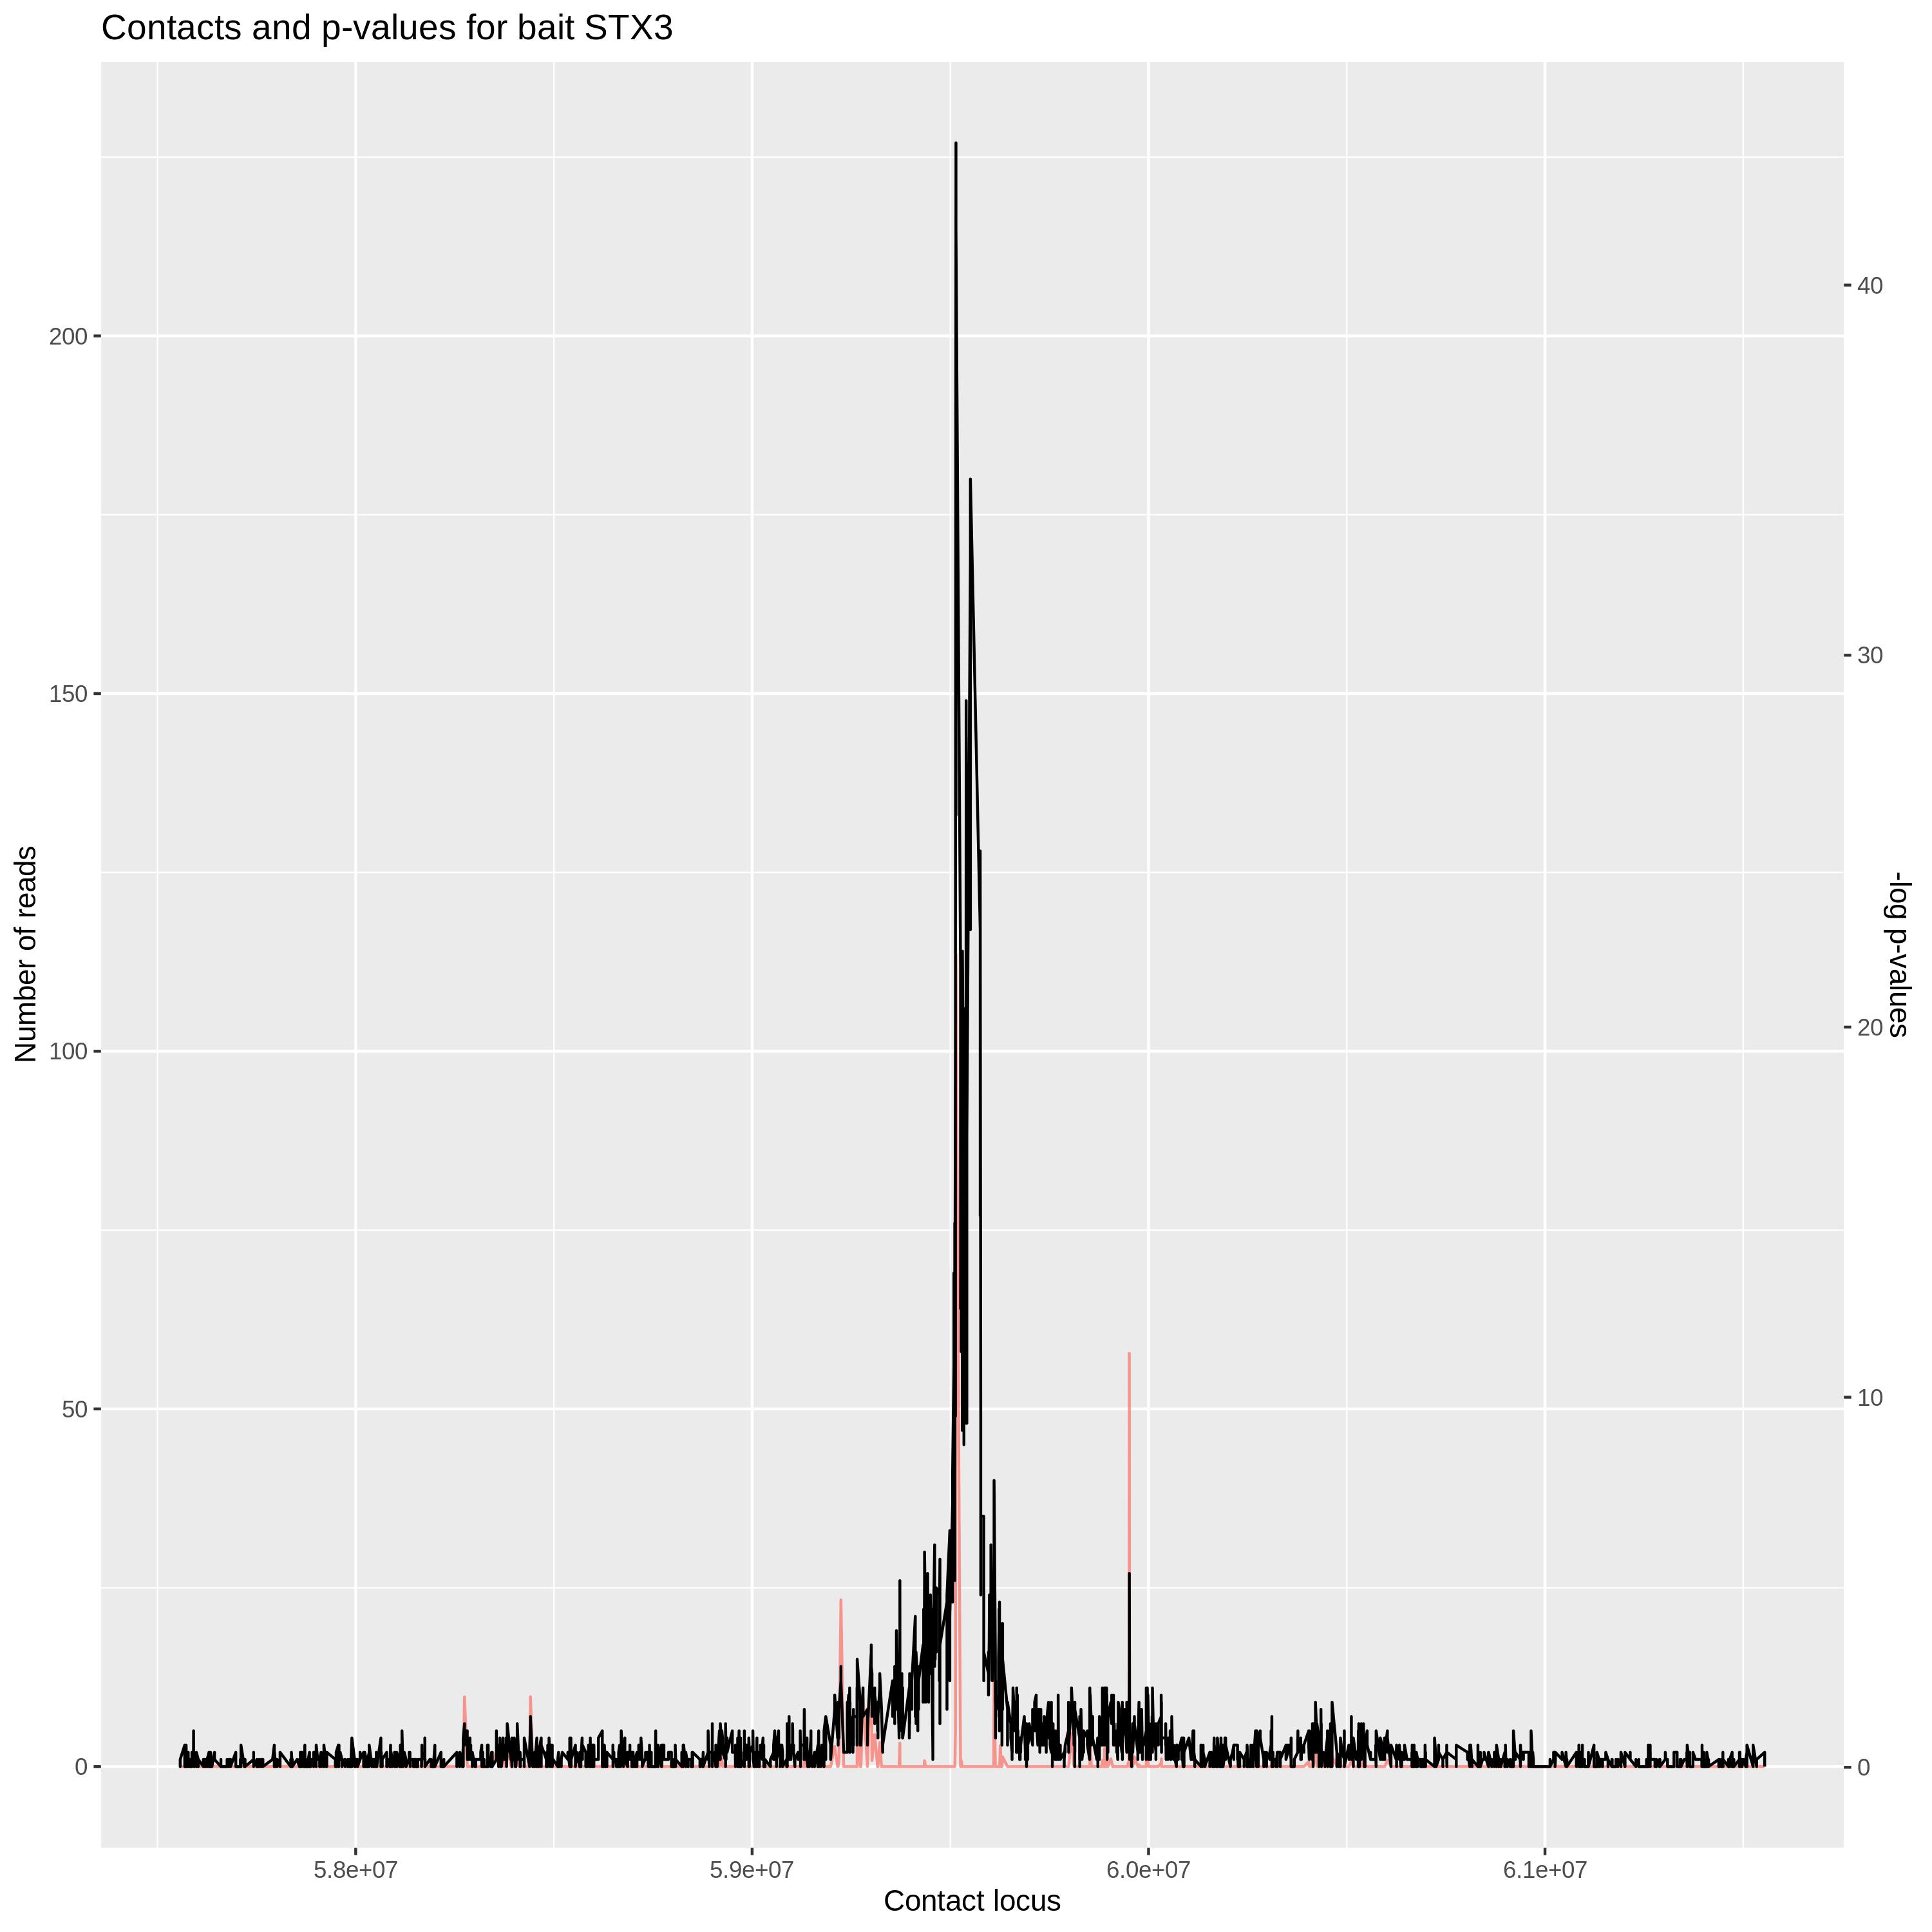 Contacts and p-values for bait STX3
Number of reads
200
150
100
50
0
40
30
20
10
0
-log p-values
5.8e+07
5.9e+07
6.0e+07
6.1e+07
Contact locus